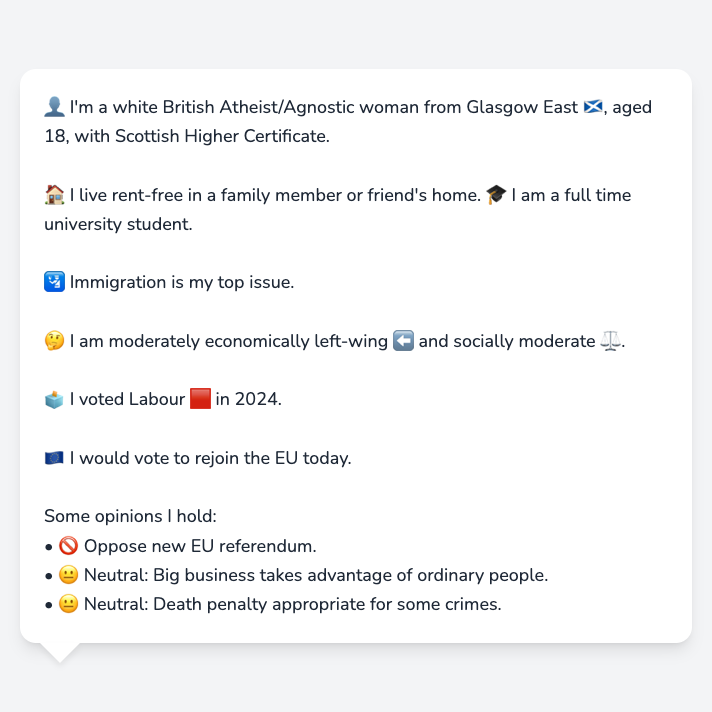 👤 I'm a white British Atheist/Agnostic woman from Glasgow East 🏴󠁧󠁢󠁳󠁣󠁴󠁿, aged
18, with Scottish Higher Certificate.
🏠 I live rent-free in a family member or friend's home. 🎓 I am a full time
university student.
🛂 Immigration is my top issue.
🤔 I am moderately economically left-wing ⬅️ and socially moderate ⚖️.
🗳️ I voted Labour 🟥 in 2024.
🇪🇺 I would vote to rejoin the EU today.
Some opinions I hold:
• 🚫 Oppose new EU referendum.
• 😐 Neutral: Big business takes advantage of ordinary people.
• 😐 Neutral: Death penalty appropriate for some crimes.